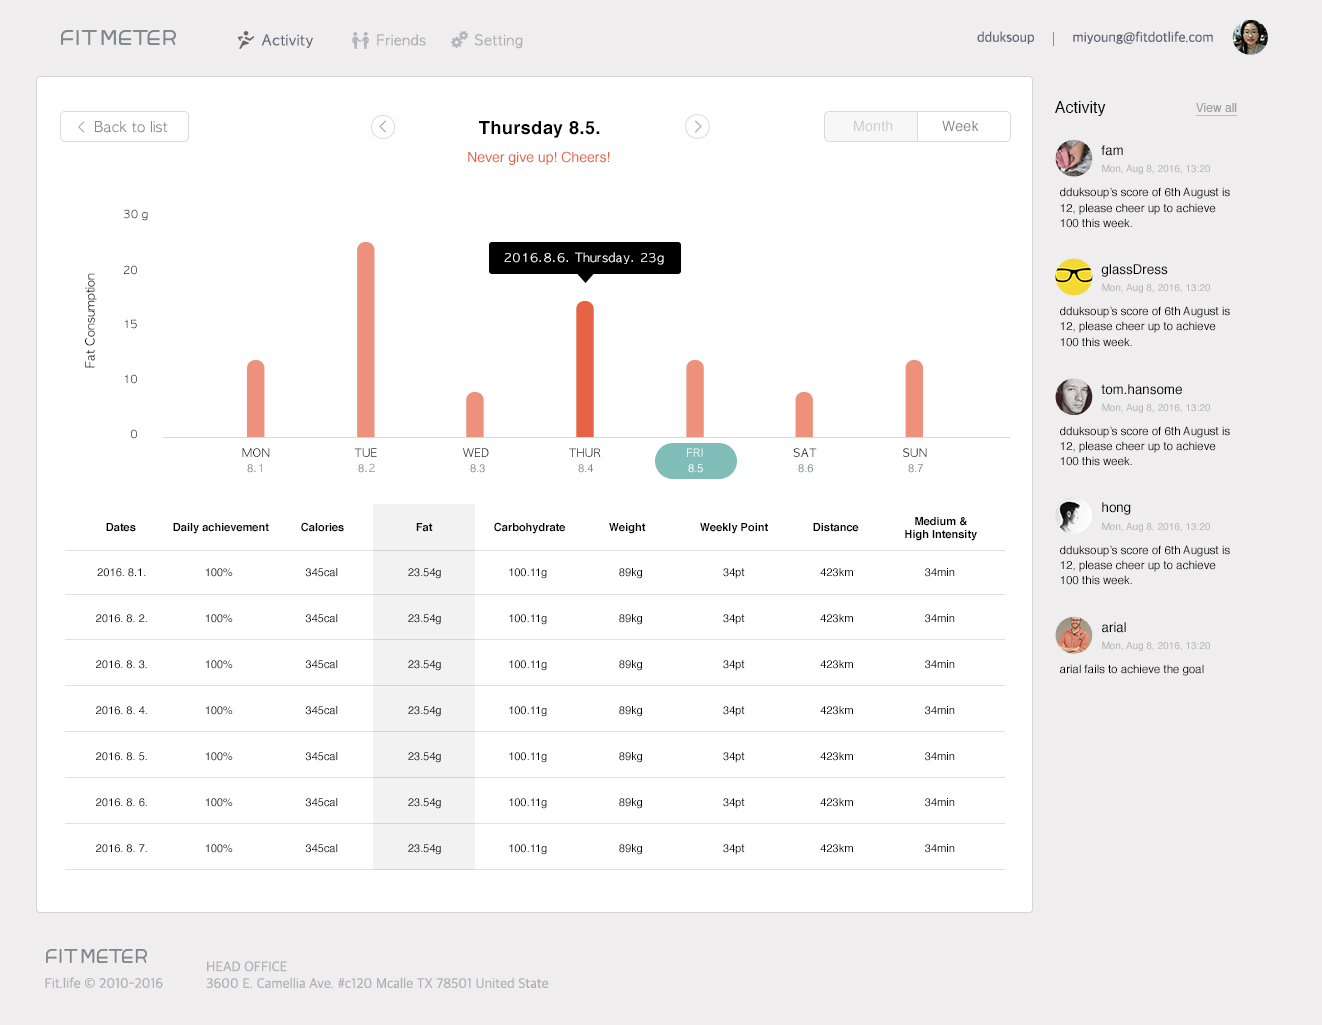 FIT METER
Activity
Friends
Setting
dduksoup | miyoung@fitdotlife.com
Back to list
Thursday 8.5.
Never give up! Cheers!
Month
Week
Fat Consumption
30 g
20
15
10
0
2016.8.6. Thursday. 23g
MON TUE WED THUR FRI SAT SUN
8.1 8.2 8.3 8.4 8.5 8.6 8.7
Dates Daily achievement Calories Fat Carbohydrate Weight Weekly Point Distance Medium &
High Intensity
2016. 8.1. 100% 345cal 23.54g 100.11g 89kg 34pt 423km 34min
2016. 8. 2. 100% 345cal 23.54g 100.11g 89kg 34pt 423km 34min
2016. 8. 3. 100% 345cal 23.54g 100.11g 89kg 34pt 423km 34min
2016. 8. 4. 100% 345cal 23.54g 100.11g 89kg 34pt 423km 34min
2016. 8. 5. 100% 345cal 23.54g 100.11g 89kg 34pt 423km 34min
2016. 8. 6. 100% 345cal 23.54g 100.11g 89kg 34pt 423km 34min
2016. 8. 7. 100% 345cal 23.54g 100.11g 89kg 34pt 423km 34min
Activity
View all
fam
Mon, Aug 8, 2016, 13:20
dduksoup's score of 6th August is
12, please cheer up to achieve
100 this week.
glassDress
Mon, Aug 8, 2016, 13:20
dduksoup's score of 6th August is
12, please cheer up to achieve
100 this week.
tom.hansome
Mon, Aug 8, 2016, 13:20
dduksoup's score of 6th August is
12, please cheer up to achieve
100 this week.
hong
Mon, Aug 8, 2016, 13:20
dduksoup's score of 6th August is
12, please cheer up to achieve
100 this week.
arial
Mon, Aug 8, 2016, 13:20
arial fails to achieve the goal
FIT METER
Fit.life © 2010-2016
HEAD OFFICE
3600 E. Camellia Ave. #c120 Mcalle TX 78501 United State